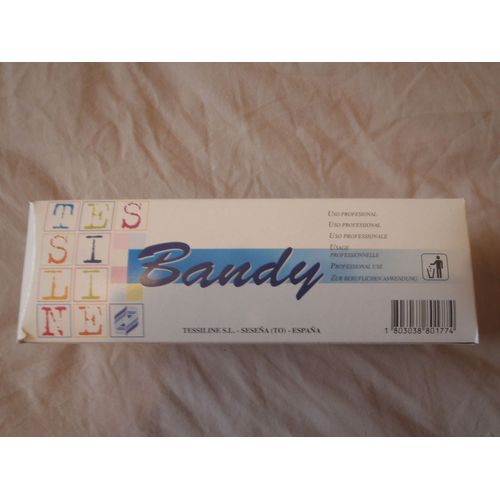 TES
SI
LI
NE
Bandy
USO PROFESIONAL
USO PROFESSIONAL
USO PROFESSIONALE
USAGE
PROFESSIONNELLE
PROFESSIONAL USE
ZUR BERUFLICHEN ANWENDUNG
TESSILINE S.L. - SESEÑA (TO) - ESPAÑA
1 803038 801774